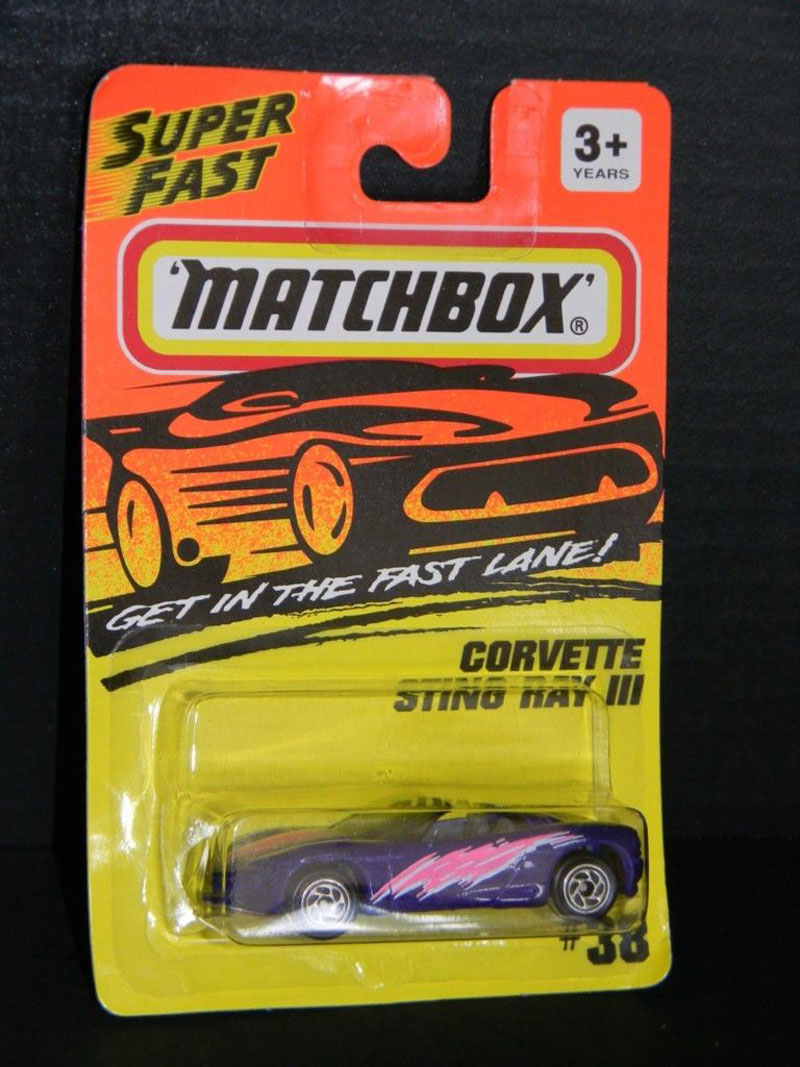 SUPER
FAST
3+
YEARS
'MATCHBOX'®
GET IN THE FAST LANE!
CORVETTE
STING RAY III
#38